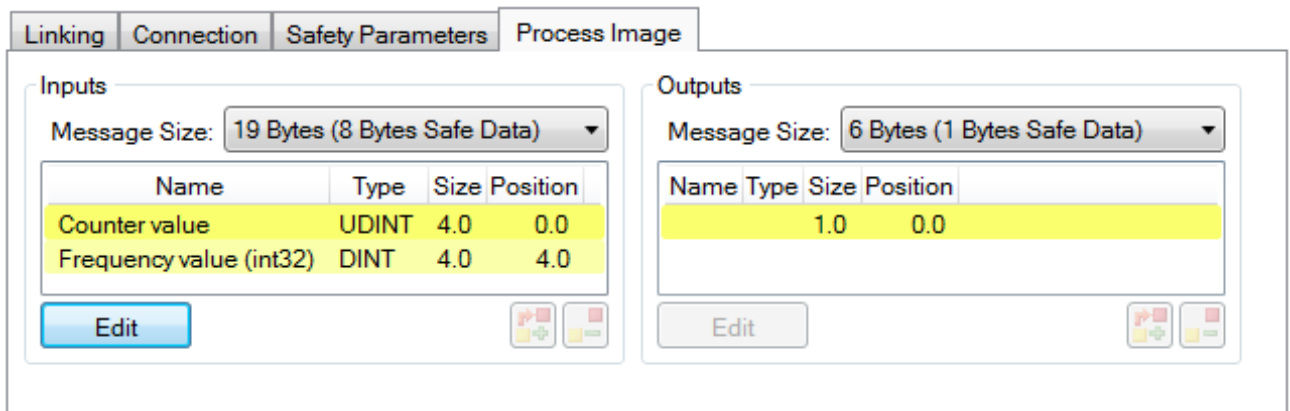 Linking Connection Safety Parameters Process Image
Inputs
Message Size: 19 Bytes (8 Bytes Safe Data)
Name Type Size Position
Counter value UDINT 4.0 0.0
Frequency value (int32) DINT 4.0 4.0
Edit
Outputs
Message Size: 6 Bytes (1 Bytes Safe Data)
Name Type Size Position
1.0 0.0
Edit